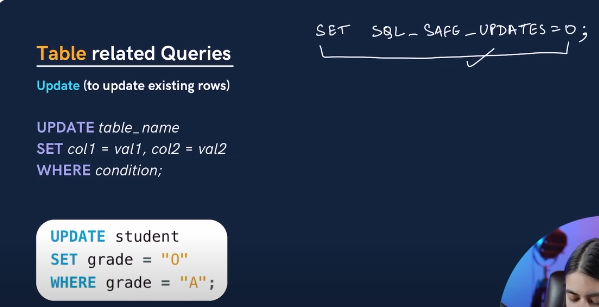 SET SQL_SAFE_UPDATES=0;
Table related Queries
Update (to update existing rows)
UPDATE table_name
SET col1 = val1, col2 = val2
WHERE condition;
UPDATE student
SET grade = "O"
WHERE grade = "A";